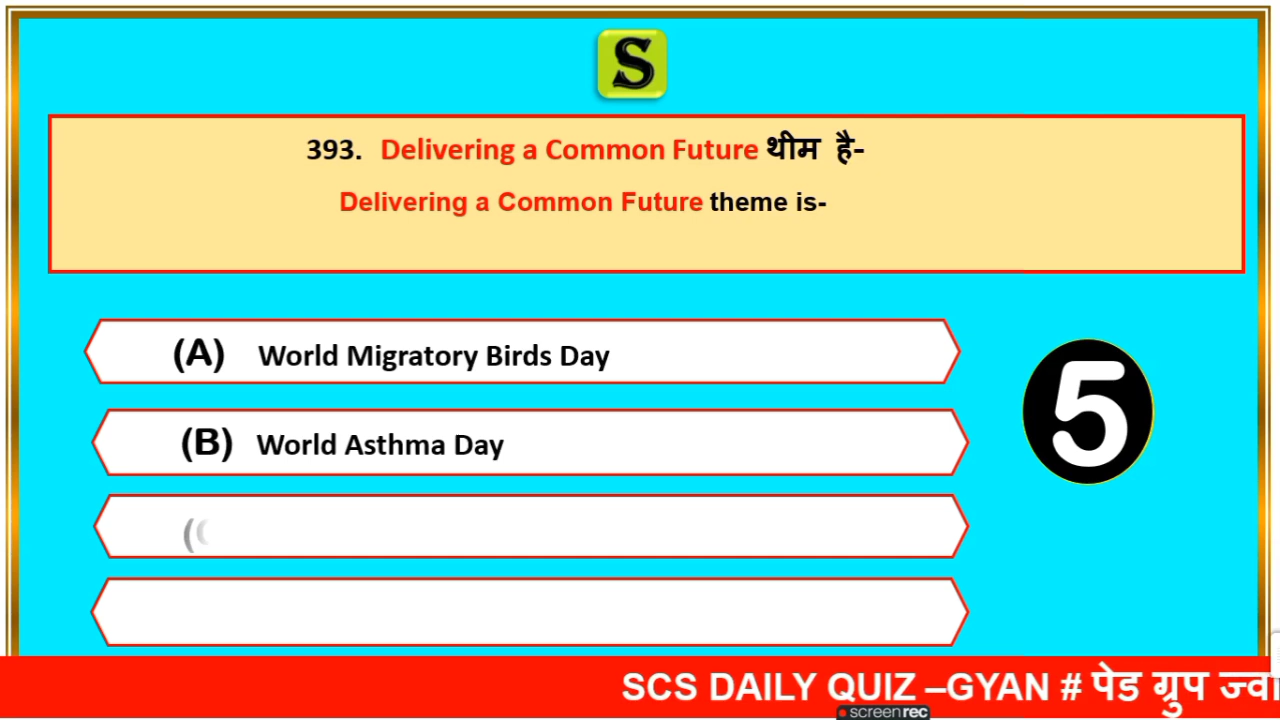 S
393. Delivering a Common Future थीम है-
Delivering a Common Future theme is-
(A) World Migratory Birds Day
5
(B) World Asthma Day
SCS DAILY QUIZ –GYAN # पेड ग्रुप ज्वा
screenrec